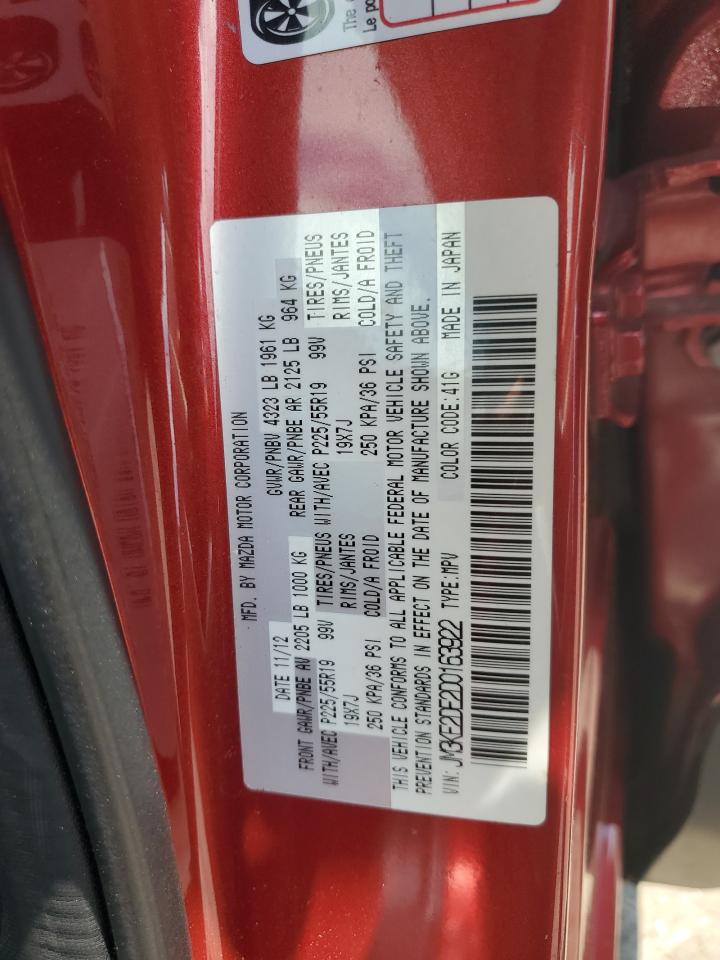 The
Le po
MFD. BY MAZDA MOTOR CORPORATION
DATE 11/12 GVWR/PNBV 4323 LB 1961 KG
FRONT GAWR/PNBE AV 2205 LB 1000 KG REAR GAWR/PNBE AR 2125 LB 964 KG
WITH/AVEC P225/55R19 99V TIRES/PNEUS WITH/AVEC P225/55R19 99V TIRES/PNEUS
19X7J RIMS/JANTES 19X7J RIMS/JANTES
250 KPA/36 PSI COLD/A FROID 250 KPA/36 PSI COLD/A FROID
THIS VEHICLE CONFORMS TO ALL APPLICABLE FEDERAL MOTOR VEHICLE SAFETY AND THEFT
PREVENTION STANDARDS IN EFFECT ON THE DATE OF MANUFACTURE SHOWN ABOVE.
VIN: JM3KE2DE2D0163922 TYPE:MPV COLOR CODE:41G MADE IN JAPAN